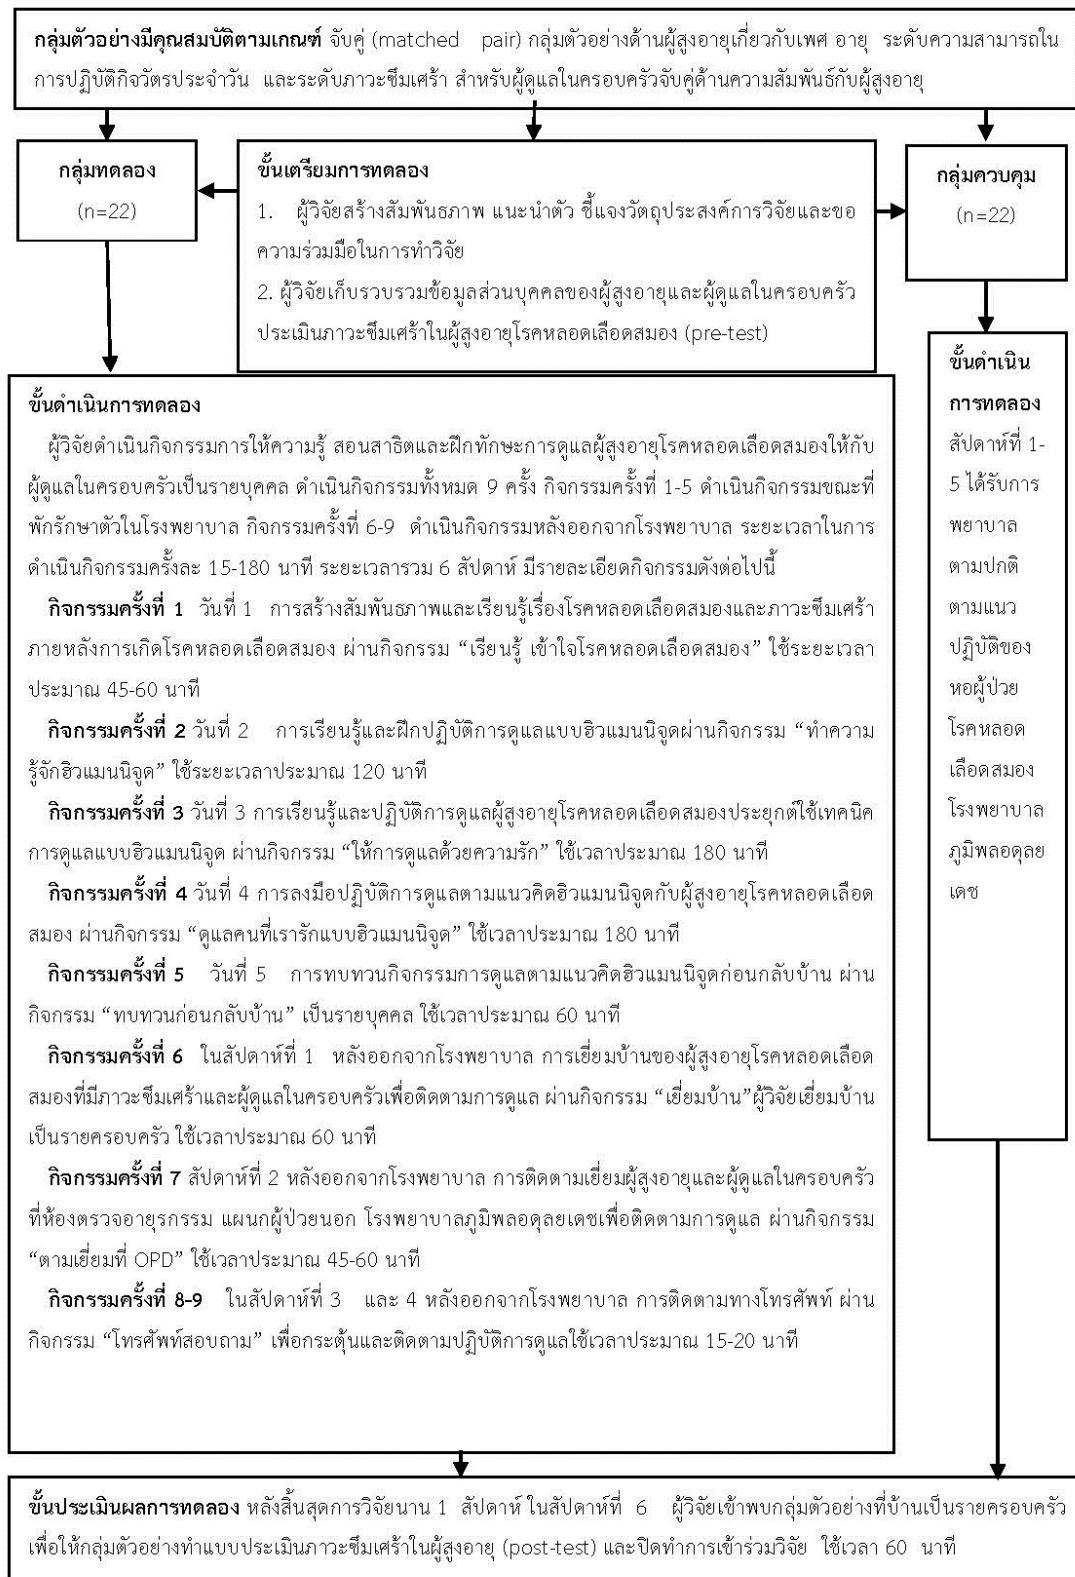 กลุ่มตัวอย่างมีคุณสมบัติตามเกณฑ์ จับคู่ (matched pair) กลุ่มตัวอย่างด้านผู้สูงอายุเกี่ยวกับเพศ อายุ ระดับความสามารถใน
การปฏิบัติกิจวัตรประจำวัน และระดับภาวะซึมเศร้า สำหรับผู้ดูแลในครอบครัวจับคู่ด้านความสัมพันธ์กับผู้สูงอายุ
กลุ่มทดลอง
(n=22)
ขั้นเตรียมการทดลอง
1. ผู้วิจัยสร้างสัมพันธภาพ แนะนำตัว ชี้แจงวัตถุประสงค์การวิจัยและขอ
ความร่วมมือในการทำวิจัย
2. ผู้วิจัยเก็บรวบรวมข้อมูลส่วนบุคคลของผู้สูงอายุและผู้ดูแลในครอบครัว
ประเมินภาวะซึมเศร้าในผู้สูงอายุโรคหลอดเลือดสมอง (pre-test)
กลุ่มควบคุม
(n=22)
ขั้นดำเนินการทดลอง
ผู้วิจัยดำเนินกิจกรรมการให้ความรู้ สอนสาธิตและฝึกทักษะการดูแลผู้สูงอายุโรคหลอดเลือดสมองให้กับ
ผู้ดูแลในครอบครัวเป็นรายบุคคล ดำเนินกิจกรรมทั้งหมด 9 ครั้ง กิจกรรมครั้งที่ 1-5 ดำเนินกิจกรรมขณะที่
พักรักษาตัวในโรงพยาบาล กิจกรรมครั้งที่ 6-9 ดำเนินกิจกรรมหลังออกจากโรงพยาบาล ระยะเวลาในการ
ดำเนินกิจกรรมครั้งละ 15-180 นาที ระยะเวลารวม 6 สัปดาห์ มีรายละเอียดกิจกรรมดังต่อไปนี้
กิจกรรมครั้งที่ 1 วันที่ 1 การสร้างสัมพันธภาพและเรียนรู้เรื่องโรคหลอดเลือดสมองและภาวะซึมเศร้า
ภายหลังการเกิดโรคหลอดเลือดสมอง ผ่านกิจกรรม “เรียนรู้ เข้าใจโรคหลอดเลือดสมอง” ใช้ระยะเวลา
ประมาณ 45-60 นาที
กิจกรรมครั้งที่ 2 วันที่ 2 การเรียนรู้และฝึกปฏิบัติการดูแลแบบฮิวแมนนิจูดผ่านกิจกรรม “ทำความ
รู้จักฮิวแมนนิจูด” ใช้ระยะเวลาประมาณ 120 นาที
กิจกรรมครั้งที่ 3 วันที่ 3 การเรียนรู้และปฏิบัติการดูแลผู้สูงอายุโรคหลอดเลือดสมองประยุกต์ใช้เทคนิค
การดูแลแบบฮิวแมนนิจูด ผ่านกิจกรรม “ให้การดูแลด้วยความรัก” ใช้เวลาประมาณ 180 นาที
กิจกรรมครั้งที่ 4 วันที่ 4 การลงมือปฏิบัติการดูแลตามแนวคิดฮิวแมนนิจูดกับผู้สูงอายุโรคหลอดเลือด
สมอง ผ่านกิจกรรม “ดูแลคนที่เรารักแบบฮิวแมนนิจูด” ใช้เวลาประมาณ 180 นาที
กิจกรรมครั้งที่ 5 วันที่ 5 การทบทวนกิจกรรมการดูแลตามแนวคิดฮิวแมนนิจูดก่อนกลับบ้าน ผ่าน
กิจกรรม “ทบทวนก่อนกลับบ้าน” เป็นรายบุคคล ใช้เวลาประมาณ 60 นาที
กิจกรรมครั้งที่ 6 ในสัปดาห์ที่ 1 หลังออกจากโรงพยาบาล การเยี่ยมบ้านของผู้สูงอายุโรคหลอดเลือด
สมองที่มีภาวะซึมเศร้าและผู้ดูแลในครอบครัวเพื่อติดตามการดูแล ผ่านกิจกรรม “เยี่ยมบ้าน”ผู้วิจัยเยี่ยมบ้าน
เป็นรายครอบครัว ใช้เวลาประมาณ 60 นาที
กิจกรรมครั้งที่ 7 สัปดาห์ที่ 2 หลังออกจากโรงพยาบาล การติดตามเยี่ยมผู้สูงอายุและผู้ดูแลในครอบครัว
ที่ห้องตรวจอายุรกรรม แผนกผู้ป่วยนอก โรงพยาบาลภูมิพลอดุลยเดชเพื่อติดตามการดูแล ผ่านกิจกรรม
“ตามเยี่ยมที่ OPD” ใช้เวลาประมาณ 45-60 นาที
กิจกรรมครั้งที่ 8-9 ในสัปดาห์ที่ 3 และ 4 หลังออกจากโรงพยาบาล การติดตามทางโทรศัพท์ ผ่าน
กิจกรรม “โทรศัพท์สอบถาม” เพื่อกระตุ้นและติดตามปฏิบัติการดูแลใช้เวลาประมาณ 15-20 นาที
ขั้นดำเนิน
การทดลอง
สัปดาห์ที่ 1-
5 ได้รับการ
พยาบาล
ตามปกติ
ตามแนว
ปฏิบัติของ
หอผู้ป่วย
โรคหลอด
เลือดสมอง
โรงพยาบาล
ภูมิพลอดุลย
เดช
ขั้นประเมินผลการทดลอง หลังสิ้นสุดการวิจัยนาน 1 สัปดาห์ ในสัปดาห์ที่ 6 ผู้วิจัยเข้าพบกลุ่มตัวอย่างที่บ้านเป็นรายครอบครัว
เพื่อให้กลุ่มตัวอย่างทำแบบประเมินภาวะซึมเศร้าในผู้สูงอายุ (post-test) และปิดทำการเข้าร่วมวิจัย ใช้เวลา 60 นาที